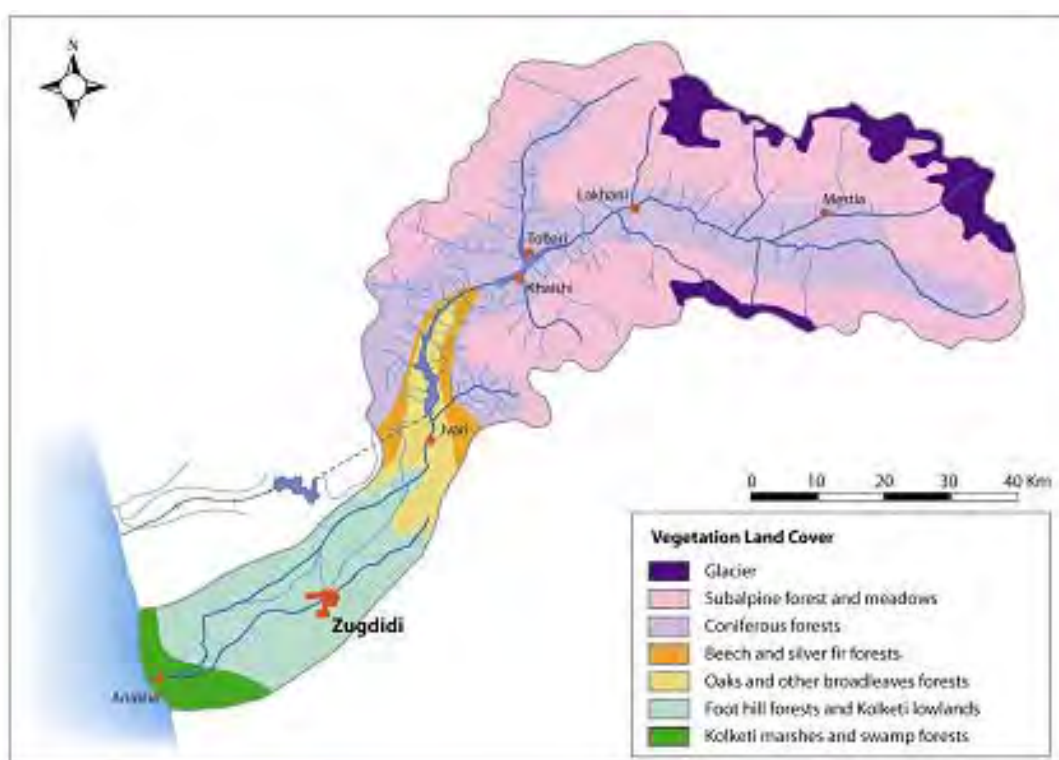 N
Lakhani
Mestia
Tobari
Khaishi
Jvari
0 10 20 30 40 Km
Vegetation Land Cover
Glacier
Subalpine forest and meadows
Coniferous forests
Beech and silver fir forests
Oaks and other broadleaves forests
Foot hill forests and Kolketi lowlands
Kolketi marshes and swamp forests
Zugdidi
Anaklia